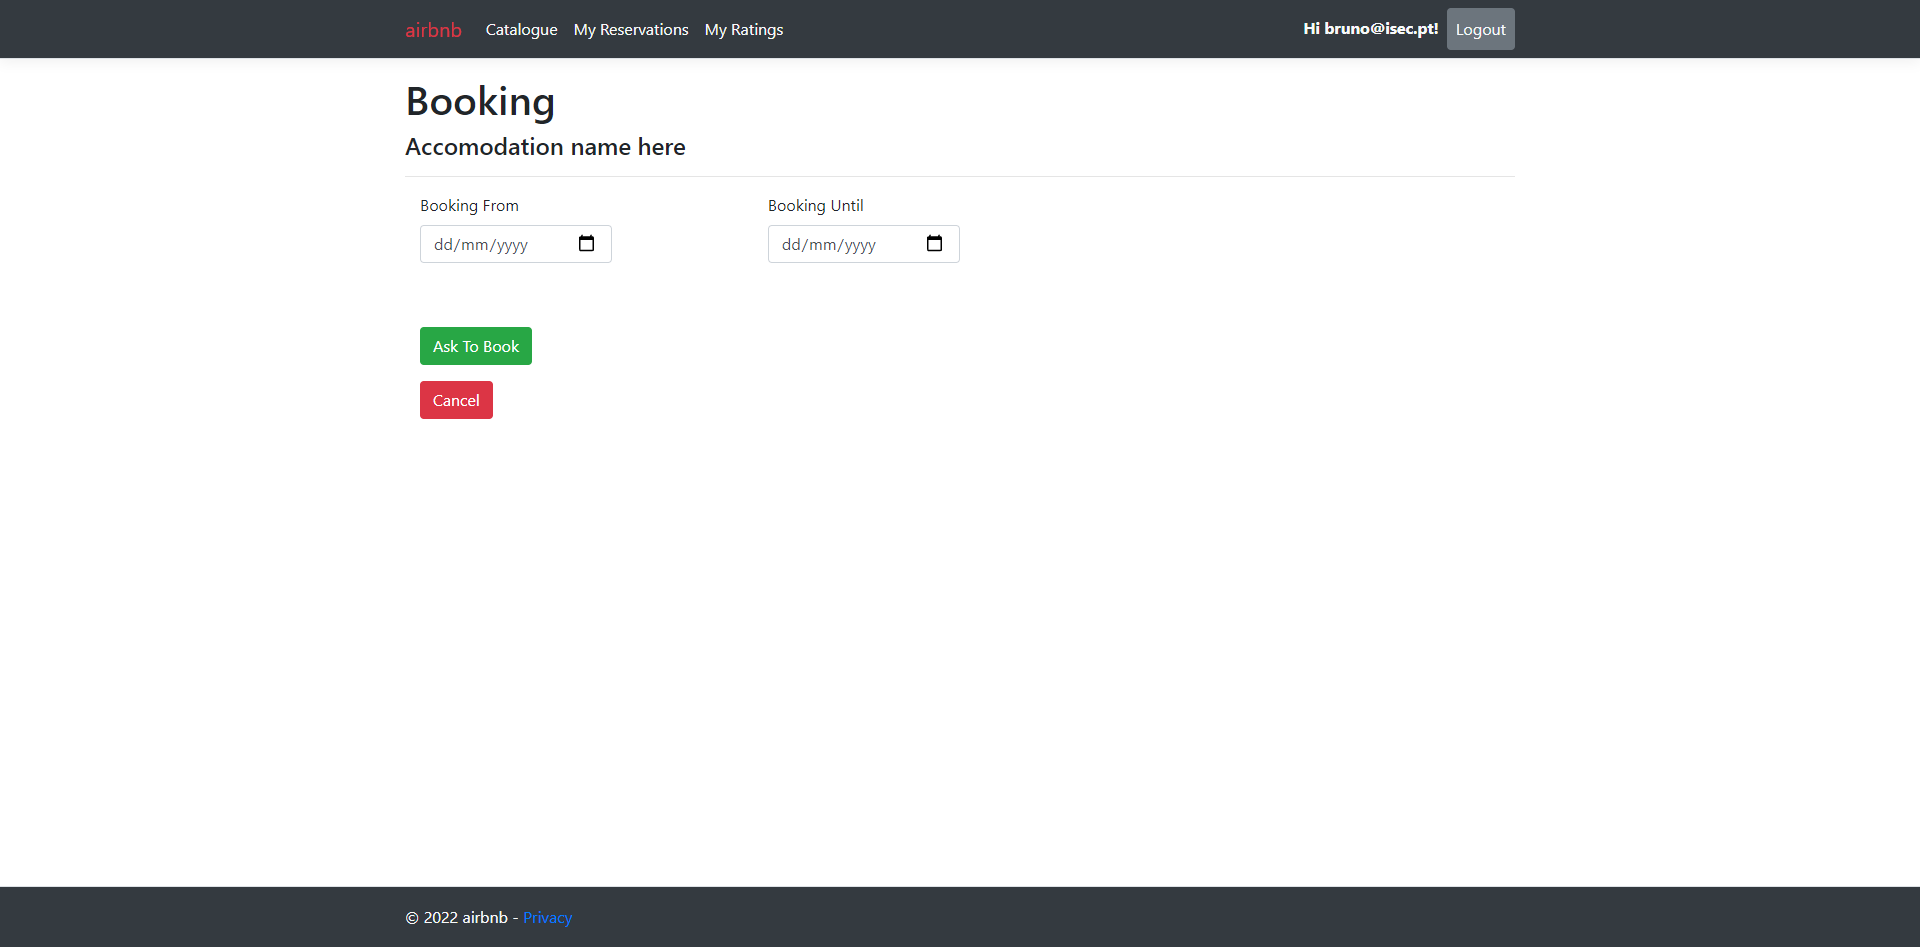 airbnb Catalogue My Reservations My Ratings Hi bruno@isec.pt! Logout
Booking
Accomodation name here
Booking From Booking Until
dd/mm/yyyy dd/mm/yyyy
Ask To Book
Cancel
© 2022 airbnb - Privacy